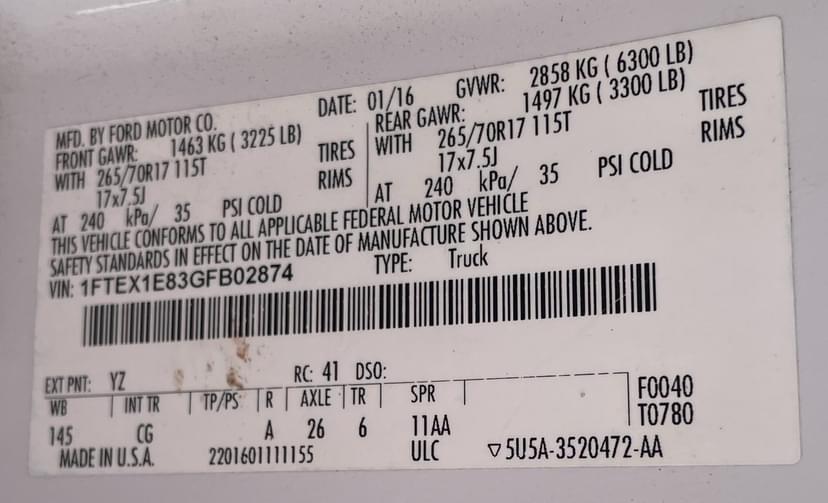 MFD. BY FORD MOTOR CO.
DATE: 01/16 GVWR: 2858 KG ( 6300 LB)
FRONT GAWR: 1463 KG ( 3225 LB)
REAR GAWR: 1497 KG ( 3300 LB)
WITH 265/70R17 115T TIRES
WITH 265/70R17 115T TIRES
17x7.5J RIMS
17x7.5J RIMS
AT 240 kPa/ 35 PSI COLD
AT 240 kPa/ 35 PSI COLD
THIS VEHICLE CONFORMS TO ALL APPLICABLE FEDERAL MOTOR VEHICLE
SAFETY STANDARDS IN EFFECT ON THE DATE OF MANUFACTURE SHOWN ABOVE.
VIN: 1FTEX1E83GFB02874 TYPE: Truck
EXT PNT: YZ RC: 41 DSO:
WB INT TR TP/PS R AXLE TR SPR F0040
145 CG A 26 6 11AA T0780
MADE IN U.S.A. 2201601111155 ULC ▽5U5A-3520472-AA